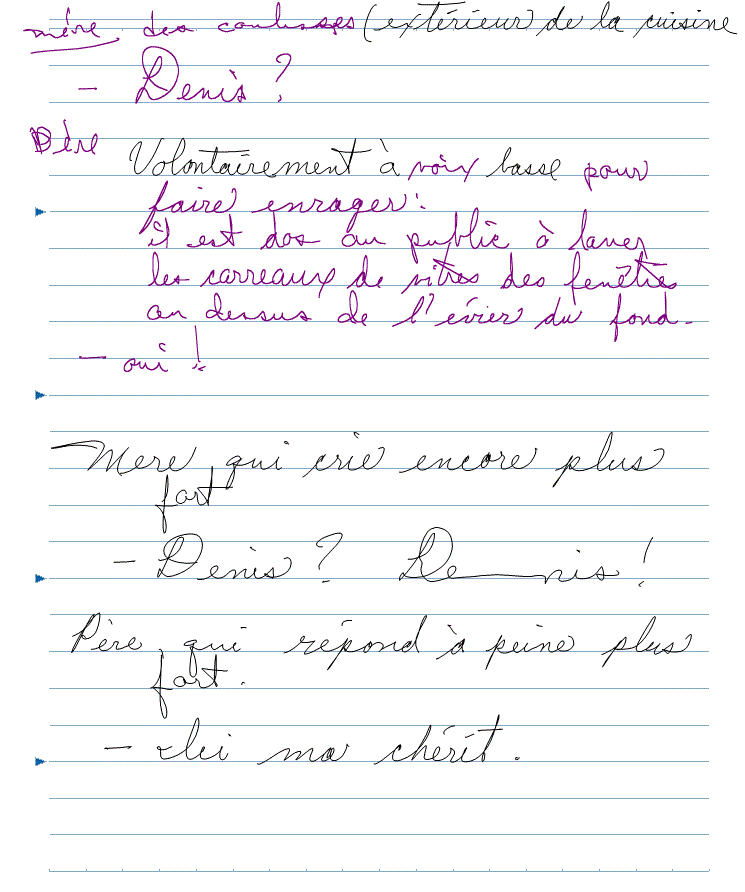 mère des coulisses (extérieur de la cuisine
- Denis ?
Père Volontairement à voix basse pour
faire enrager :
il est dos au public à laver
les carreaux de vitres des fenêtres
au dessus de l'évier du fond.
- oui !
Mere, qui crie encore plus
fort
- Denis ? De—nis !
Père, qui répond à peine plus
fort.
- Ici ma chérit.